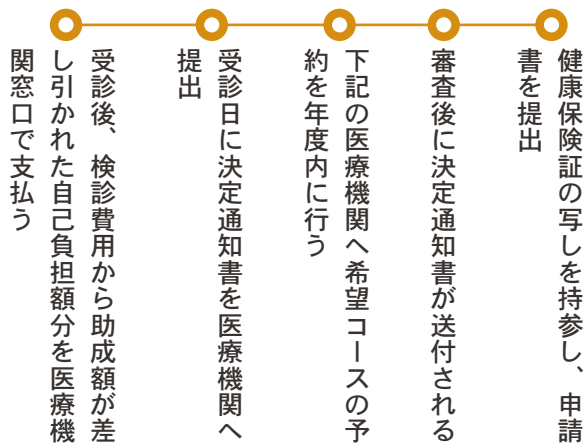 健康保険証の写しを持参し、申請
書を提出
審査後に決定通知書が送付される
下記の医療機関へ希望コースの予
約を年度内に行う
受診日に決定通知書を医療機関へ
提出
受診後、検診費用から助成額が差
し引かれた自己負担額分を医療機
関窓口で支払う